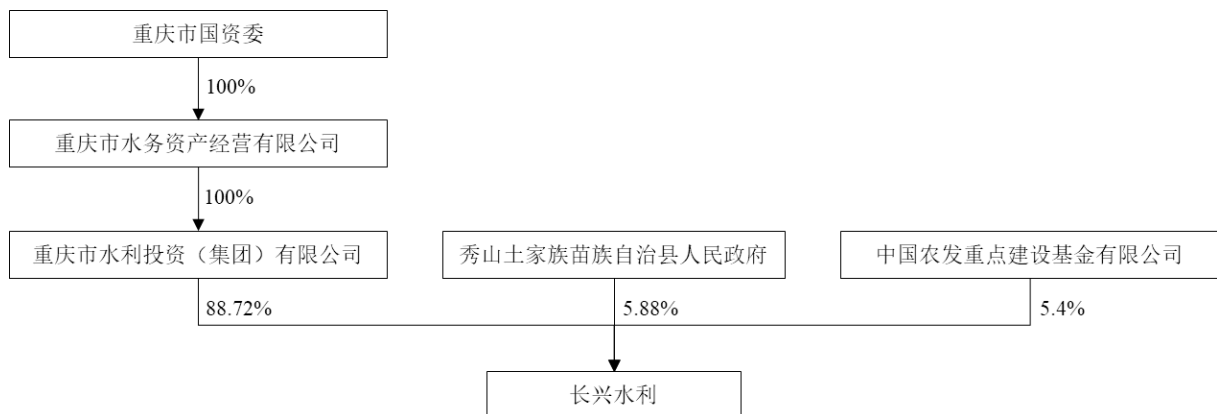 重庆市国资委
100%
重庆市水务资产经营有限公司
100%
重庆市水利投资（集团）有限公司
秀山土家族苗族自治县人民政府
中国农发重点建设基金有限公司
88.72%
5.88%
5.4%
长兴水利